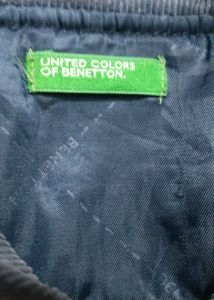 UNITED COLORS
OF BENETTON.